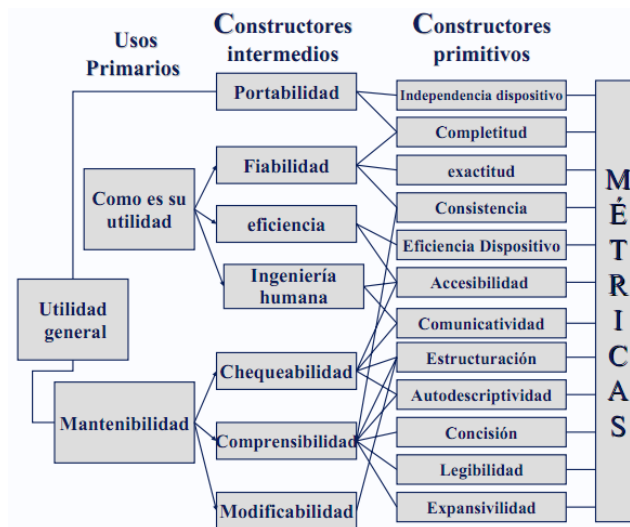 Usos
Primarios
Constructores
intermedios
Constructores
primitivos
Portabilidad
Fiabilidad
Como es su
utilidad
eficiencia
Ingeniería
humana
Utilidad
general
Chequeabilidad
Mantenibilidad
Comprensibilidad
Modificabilidad
Independencia dispositivo
Completitud
exactitud
Consistencia
Eficiencia Dispositivo
Accesibilidad
Comunicatividad
Estructuración
Autodescriptividad
Concisión
Legibilidad
Expansivilidad
MÉTRICAS